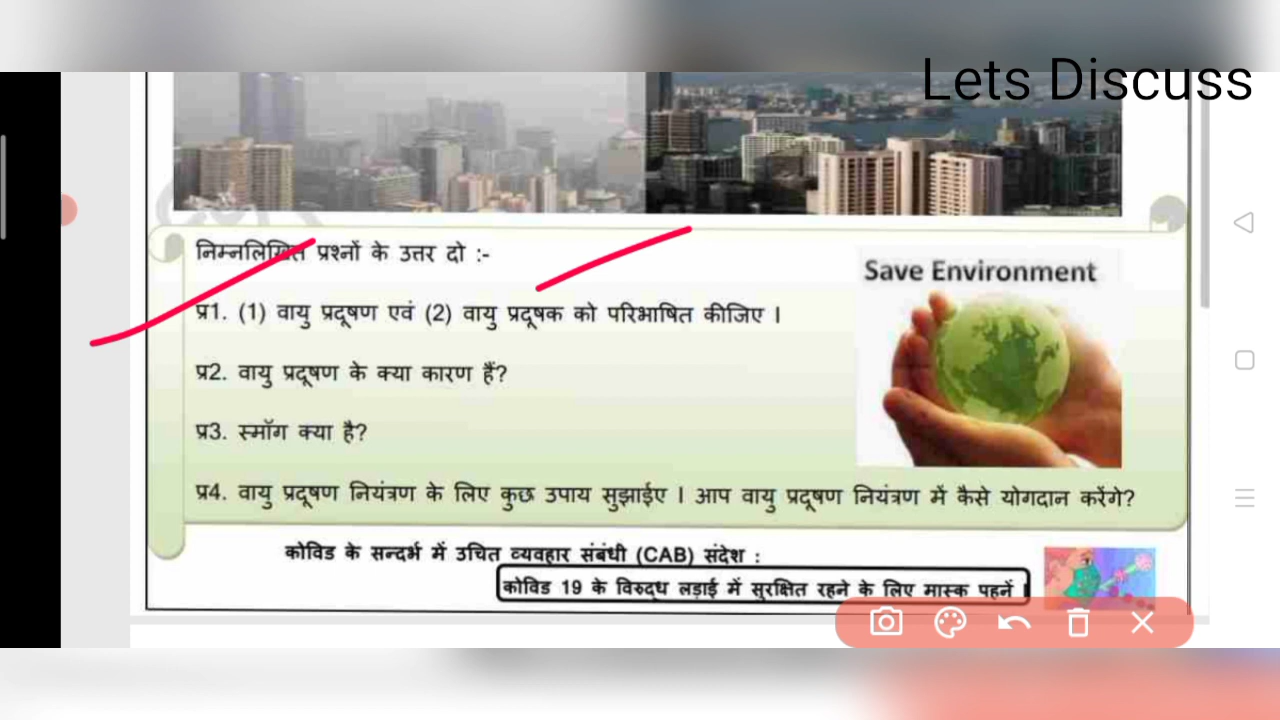 Lets Discuss
निम्नलिखित प्रश्नों के उत्तर दो :-
Save Environment
प्र1. (1) वायु प्रदूषण एवं (2) वायु प्रदूषक को परिभाषित कीजिए ।
प्र2. वायु प्रदूषण के क्या कारण हैं?
प्र3. स्मॉग क्या है?
प्र4. वायु प्रदूषण नियंत्रण के लिए कुछ उपाय सुझाईए । आप वायु प्रदूषण नियंत्रण में कैसे योगदान करेंगे?
कोविड के सन्दर्भ में उचित व्यवहार संबंधी (CAB) संदेश :
कोविड 19 के विरुद्ध लड़ाई में सुरक्षित रहने के लिए मास्क पहनें